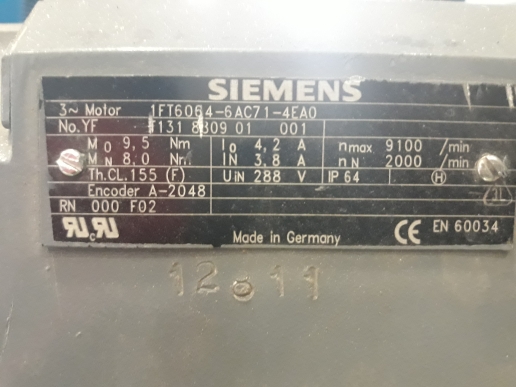 SIEMENS
3~ Motor 1FT6064-6AC71-4EA0
No.YF F131 8309 01 001
M0 9,5 Nm I0 4,2 A nmax 9100 /min
MN 8.0 Nm IN 3.8 A nN 2000 /min
Th.CL.155 (F) UiN 288 V IP 64 H
Encoder A-2048
RN 000 F02
Made in Germany CE EN 60034
12.11